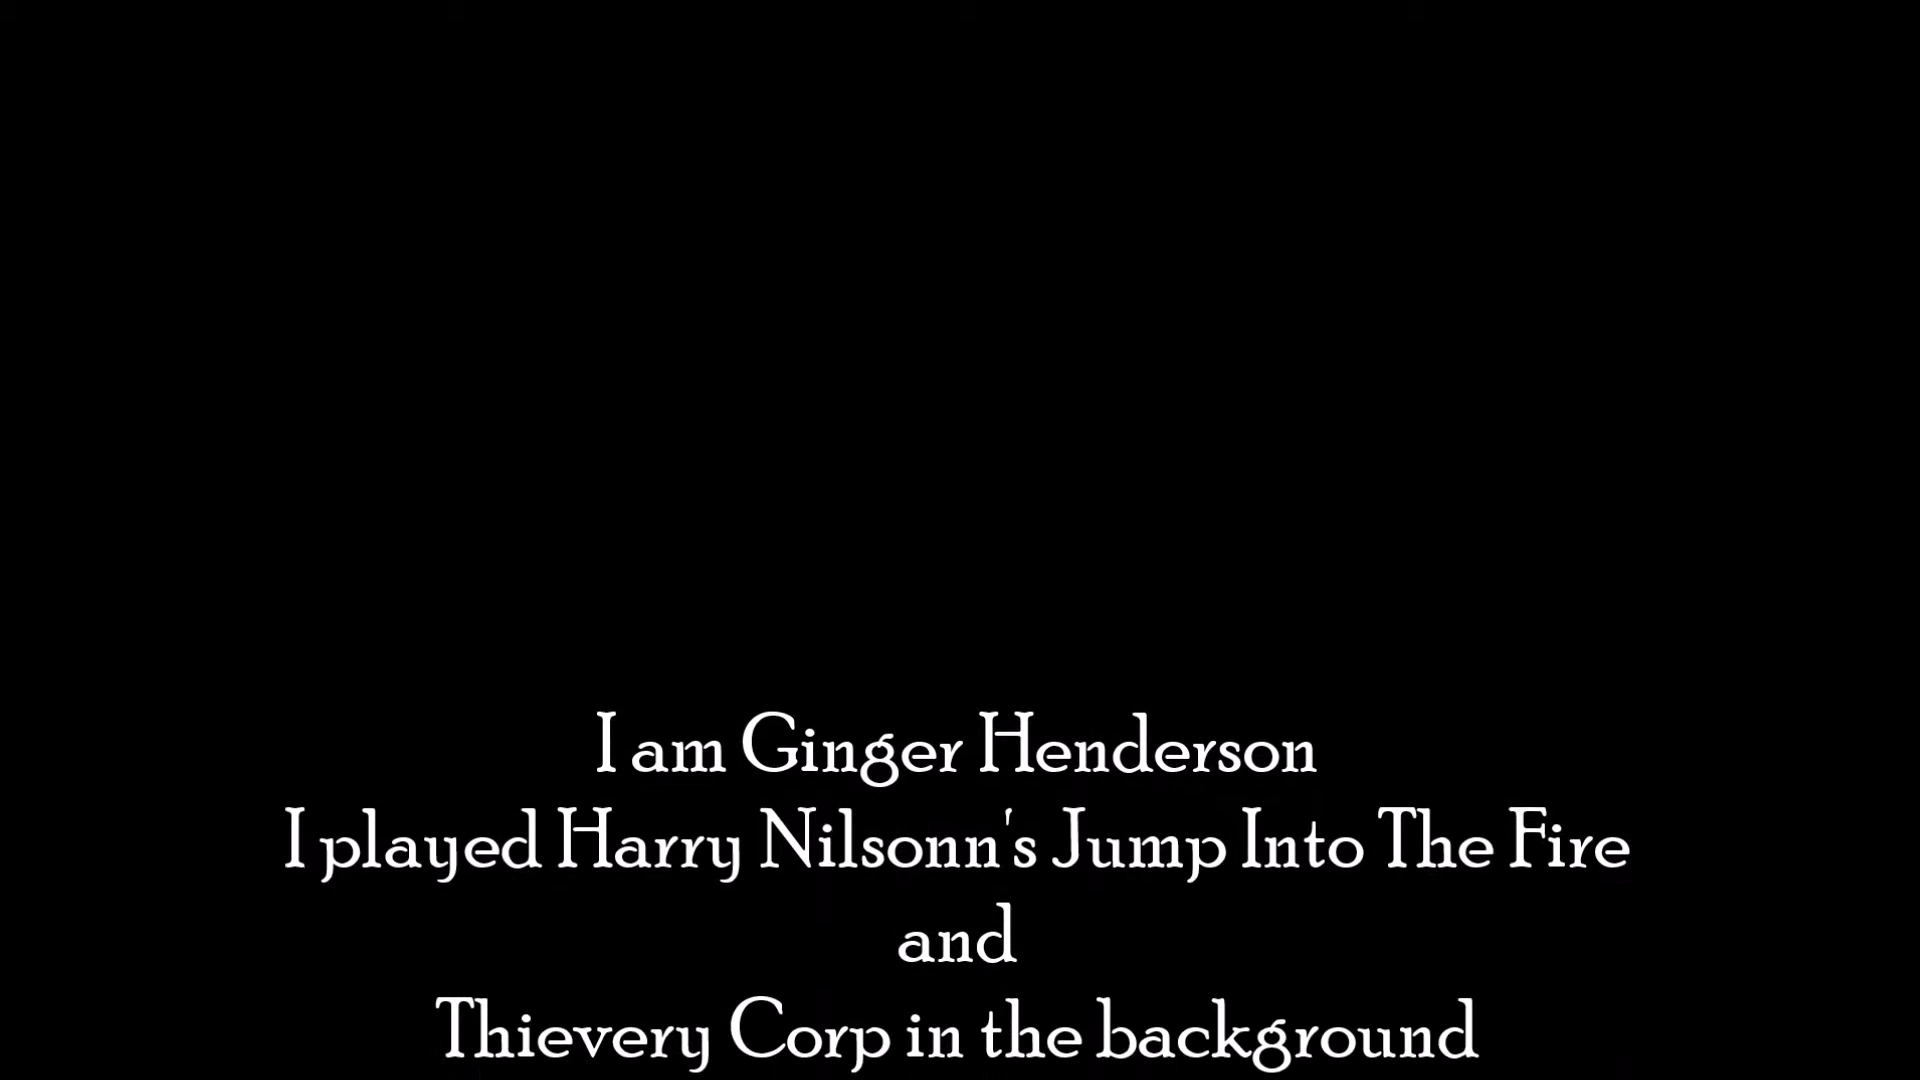 I am Ginger Henderson
I played Harry Nilsonn's Jump Into The Fire
and
Thievery Corp in the background